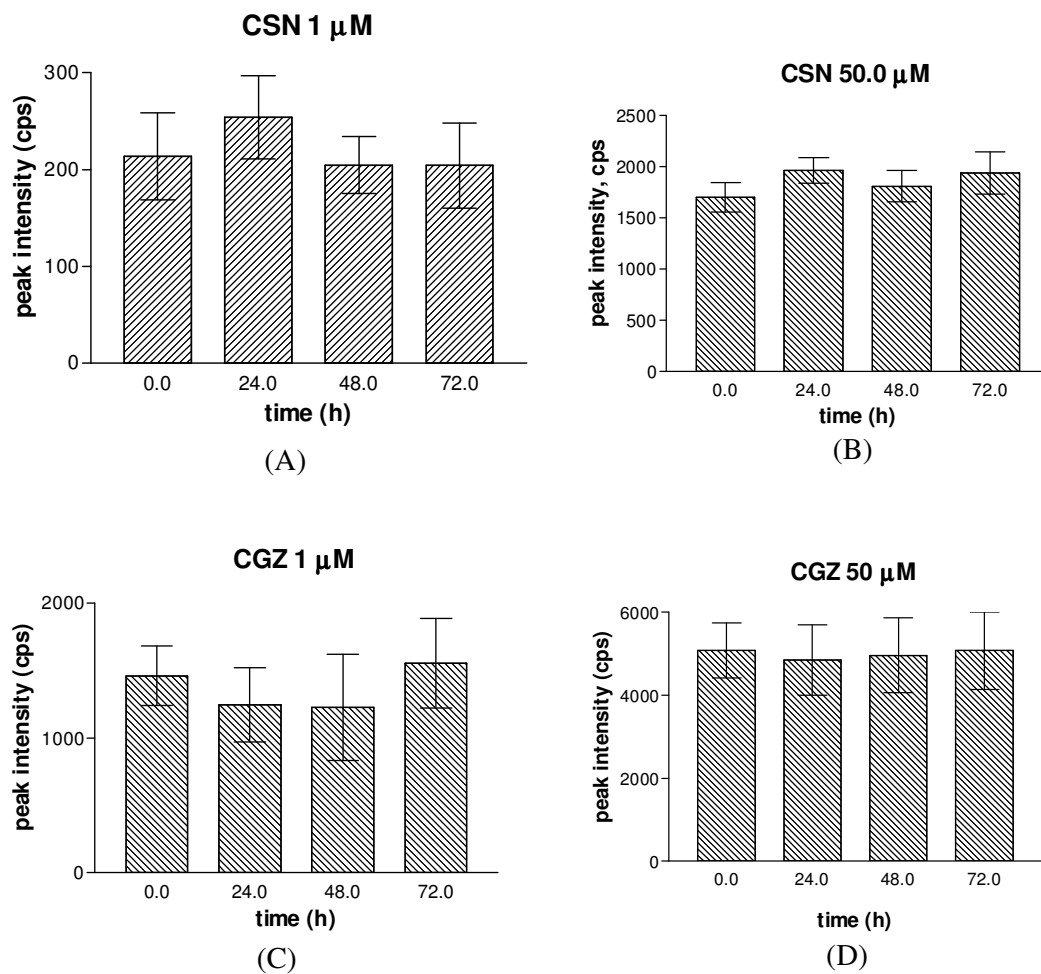 CSN 1 μM
300
200
100
0
peak intensity (cps)
0.0 24.0 48.0 72.0
time (h)
(A)
CSN 50.0 μM
2500
2000
1500
1000
500
0
peak intensity, cps
0.0 24.0 48.0 72.0
time (h)
(B)
CGZ 1 μM
2000
1000
0
peak intensity (cps)
0.0 24.0 48.0 72.0
time (h)
(C)
CGZ 50 μM
6000
4000
2000
0
peak intensity (cps)
0.0 24.0 48.0 72.0
time (h)
(D)